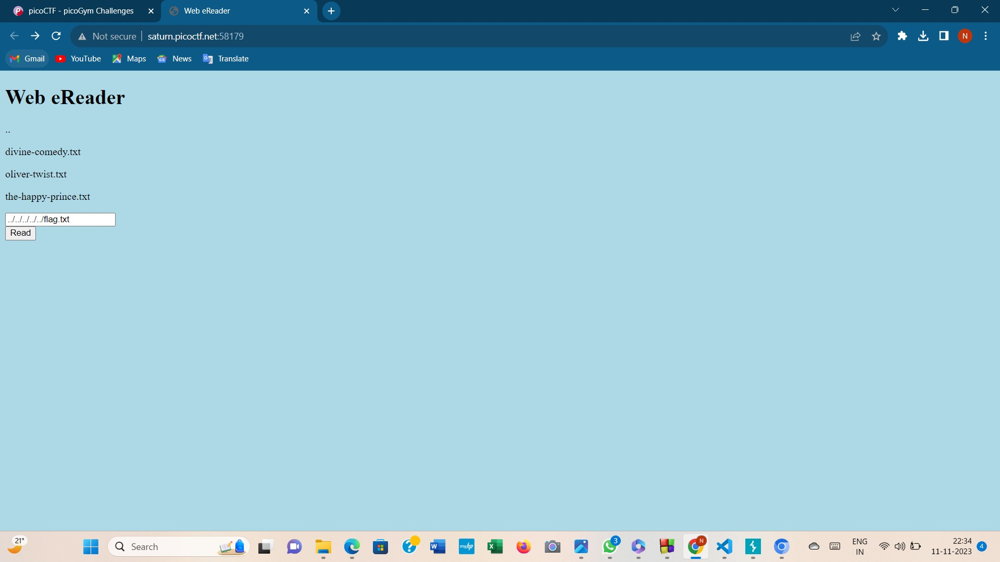 picoCTF - picoGym Challenges
Web eReader
Not secure
saturn.picoctf.net:58179
N
Gmail
YouTube
Maps
News
Translate
Web eReader
..
divine-comedy.txt
oliver-twist.txt
the-happy-prince.txt
../../../../../flag.txt
Read
21°
Search
myhp
3
N
ENG
IN
22:34
11-11-2023
4